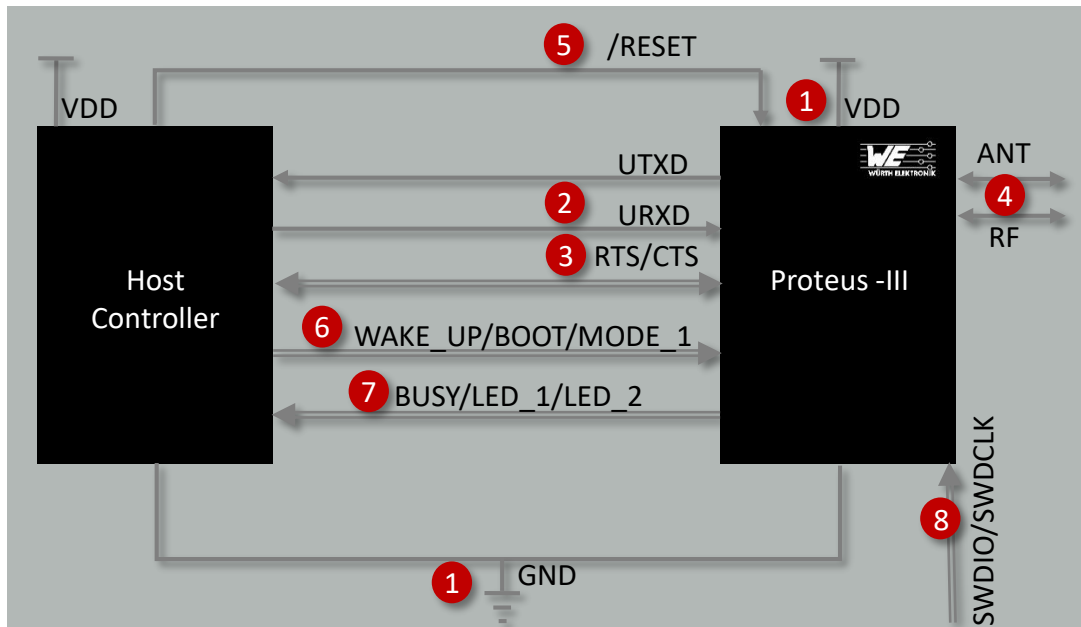 5 /RESET
VDD
1
VDD
WE
WÜRTH ELEKTRONIK
UTXD
ANT
2
URXD
4
3 RTS/CTS
RF
Host
Controller
Proteus -III
6 WAKE_UP/BOOT/MODE_1
7 BUSY/LED_1/LED_2
8 SWDIO/SWDCLK
1 GND